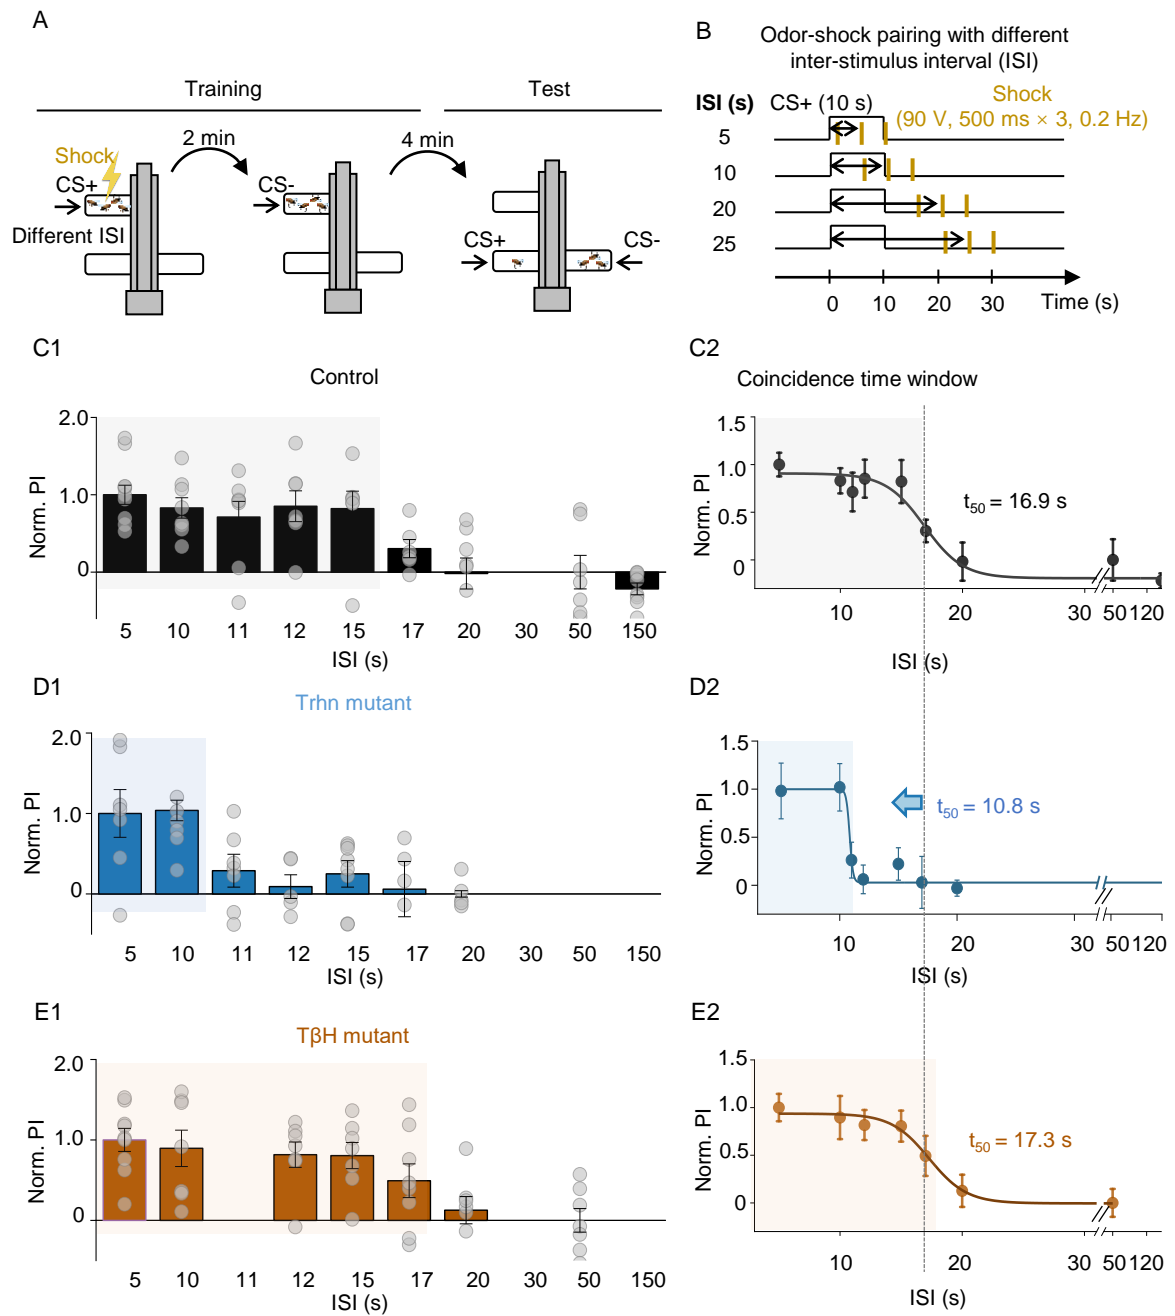 A
Training
Test
Shock
2 min
4 min
CS+
CS-
Different ISI
CS+
CS-
B
Odor-shock pairing with different
inter-stimulus interval (ISI)
ISI (s)
CS+ (10 s)
Shock
(90 V, 500 ms × 3, 0.2 Hz)
5
10
20
25
0 10 20 30 Time (s)
C1
Control
Norm. PI
2.0
1.0
0
5 10 11 12 15 17 20 30 50 150
ISI (s)
C2
Coincidence time window
Norm. PI
1.5
1.0
0.5
0
t50 = 16.9 s
10 20 30 50 120
ISI (s)
D1
Trhn mutant
Norm. PI
2.0
1.0
0
5 10 11 12 15 17 20 30 50 150
ISI (s)
D2
Norm. PI
1.5
1.0
0.5
0
t50 = 10.8 s
10 20 30 50 120
ISI (s)
E1
TβH mutant
Norm. PI
2.0
1.0
0
5 10 11 12 15 17 20 30 50 150
ISI (s)
E2
Norm. PI
1.5
1.0
0.5
0
t50 = 17.3 s
10 20 30 50 120
ISI (s)